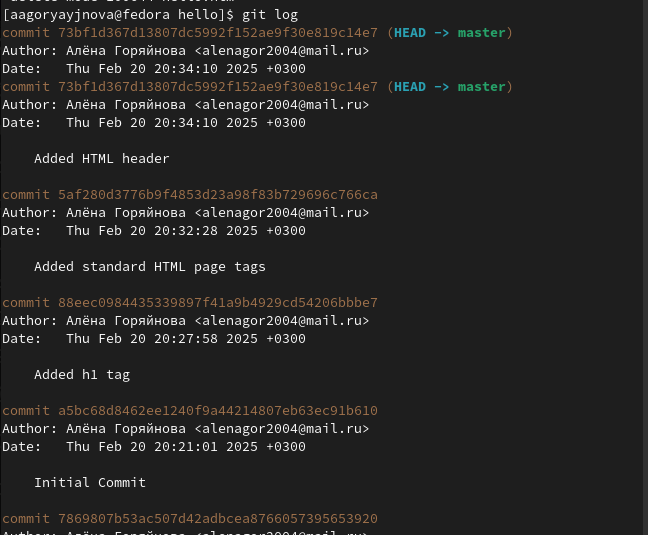 [aagoryayjnova@fedora hello]$ git log
commit 73bf1d367d13807dc5992f152ae9f30e819c14e7 (HEAD -> master)
Author: Алёна Горяйнова <alenagor2004@mail.ru>
Date:   Thu Feb 20 20:34:10 2025 +0300
commit 73bf1d367d13807dc5992f152ae9f30e819c14e7 (HEAD -> master)
Author: Алёна Горяйнова <alenagor2004@mail.ru>
Date:   Thu Feb 20 20:34:10 2025 +0300
Added HTML header
commit 5af280d3776b9f4853d23a98f83b729696c766ca
Author: Алёна Горяйнова <alenagor2004@mail.ru>
Date:   Thu Feb 20 20:32:28 2025 +0300
Added standard HTML page tags
commit 88eec0984435339897f41a9b4929cd54206bbbe7
Author: Алёна Горяйнова <alenagor2004@mail.ru>
Date:   Thu Feb 20 20:27:58 2025 +0300
Added h1 tag
commit a5bc68d8462ee1240f9a44214807eb63ec91b610
Author: Алёна Горяйнова <alenagor2004@mail.ru>
Date:   Thu Feb 20 20:21:01 2025 +0300
Initial Commit
commit 7869807b53ac507d42adbcea8766057395653920